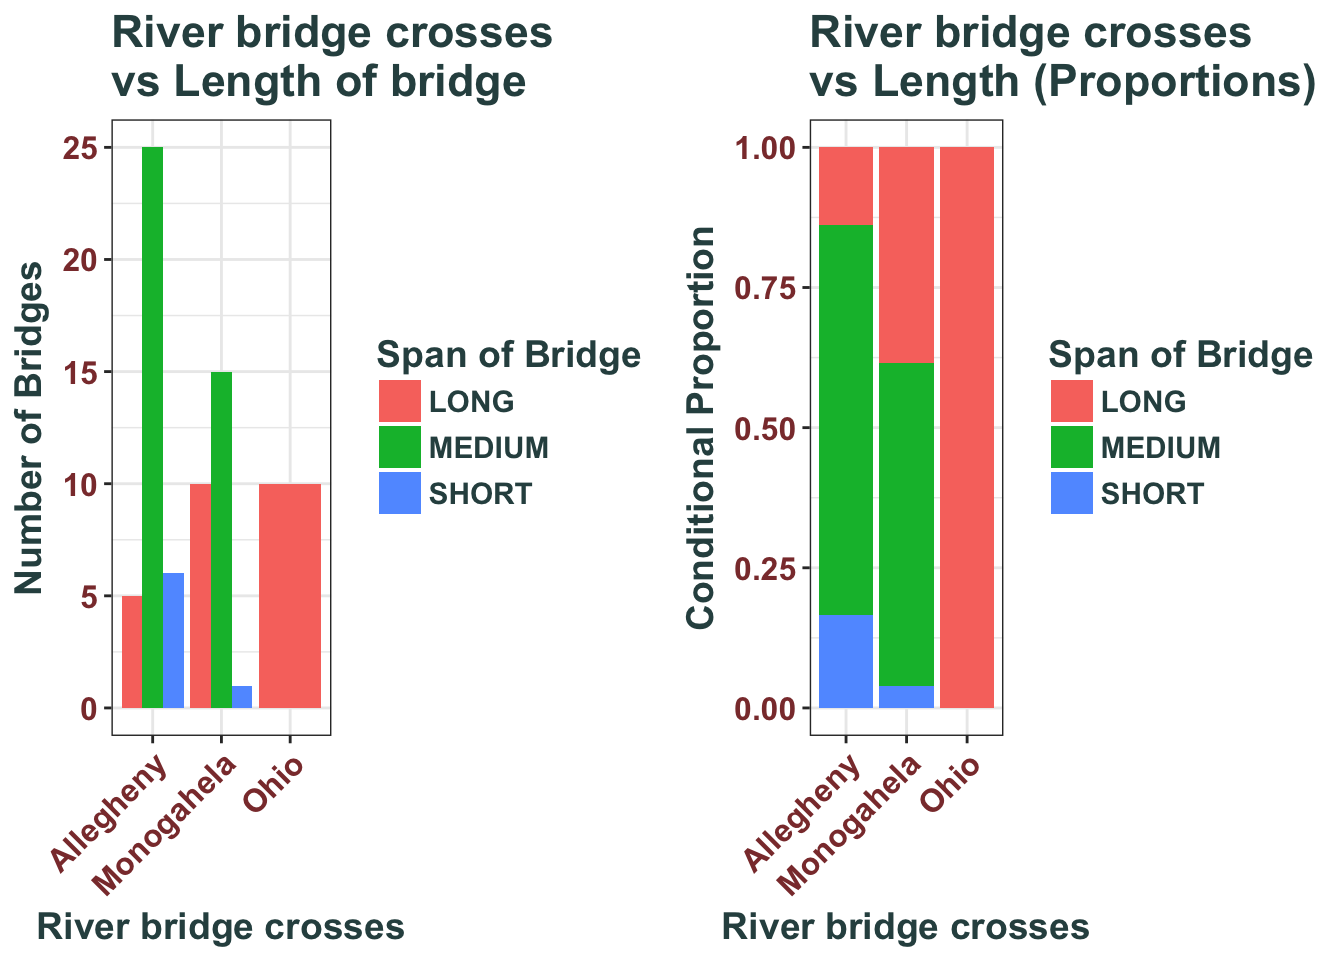 River bridge crosses
vs Length of bridge
Number of Bridges
25
20
15
10
5
0
Allegheny
Monogahela
Ohio
River bridge crosses
Span of Bridge
LONG
MEDIUM
SHORT
River bridge crosses
vs Length (Proportions)
Conditional Proportion
1.00
0.75
0.50
0.25
0.00
Allegheny
Monogahela
Ohio
River bridge crosses
Span of Bridge
LONG
MEDIUM
SHORT